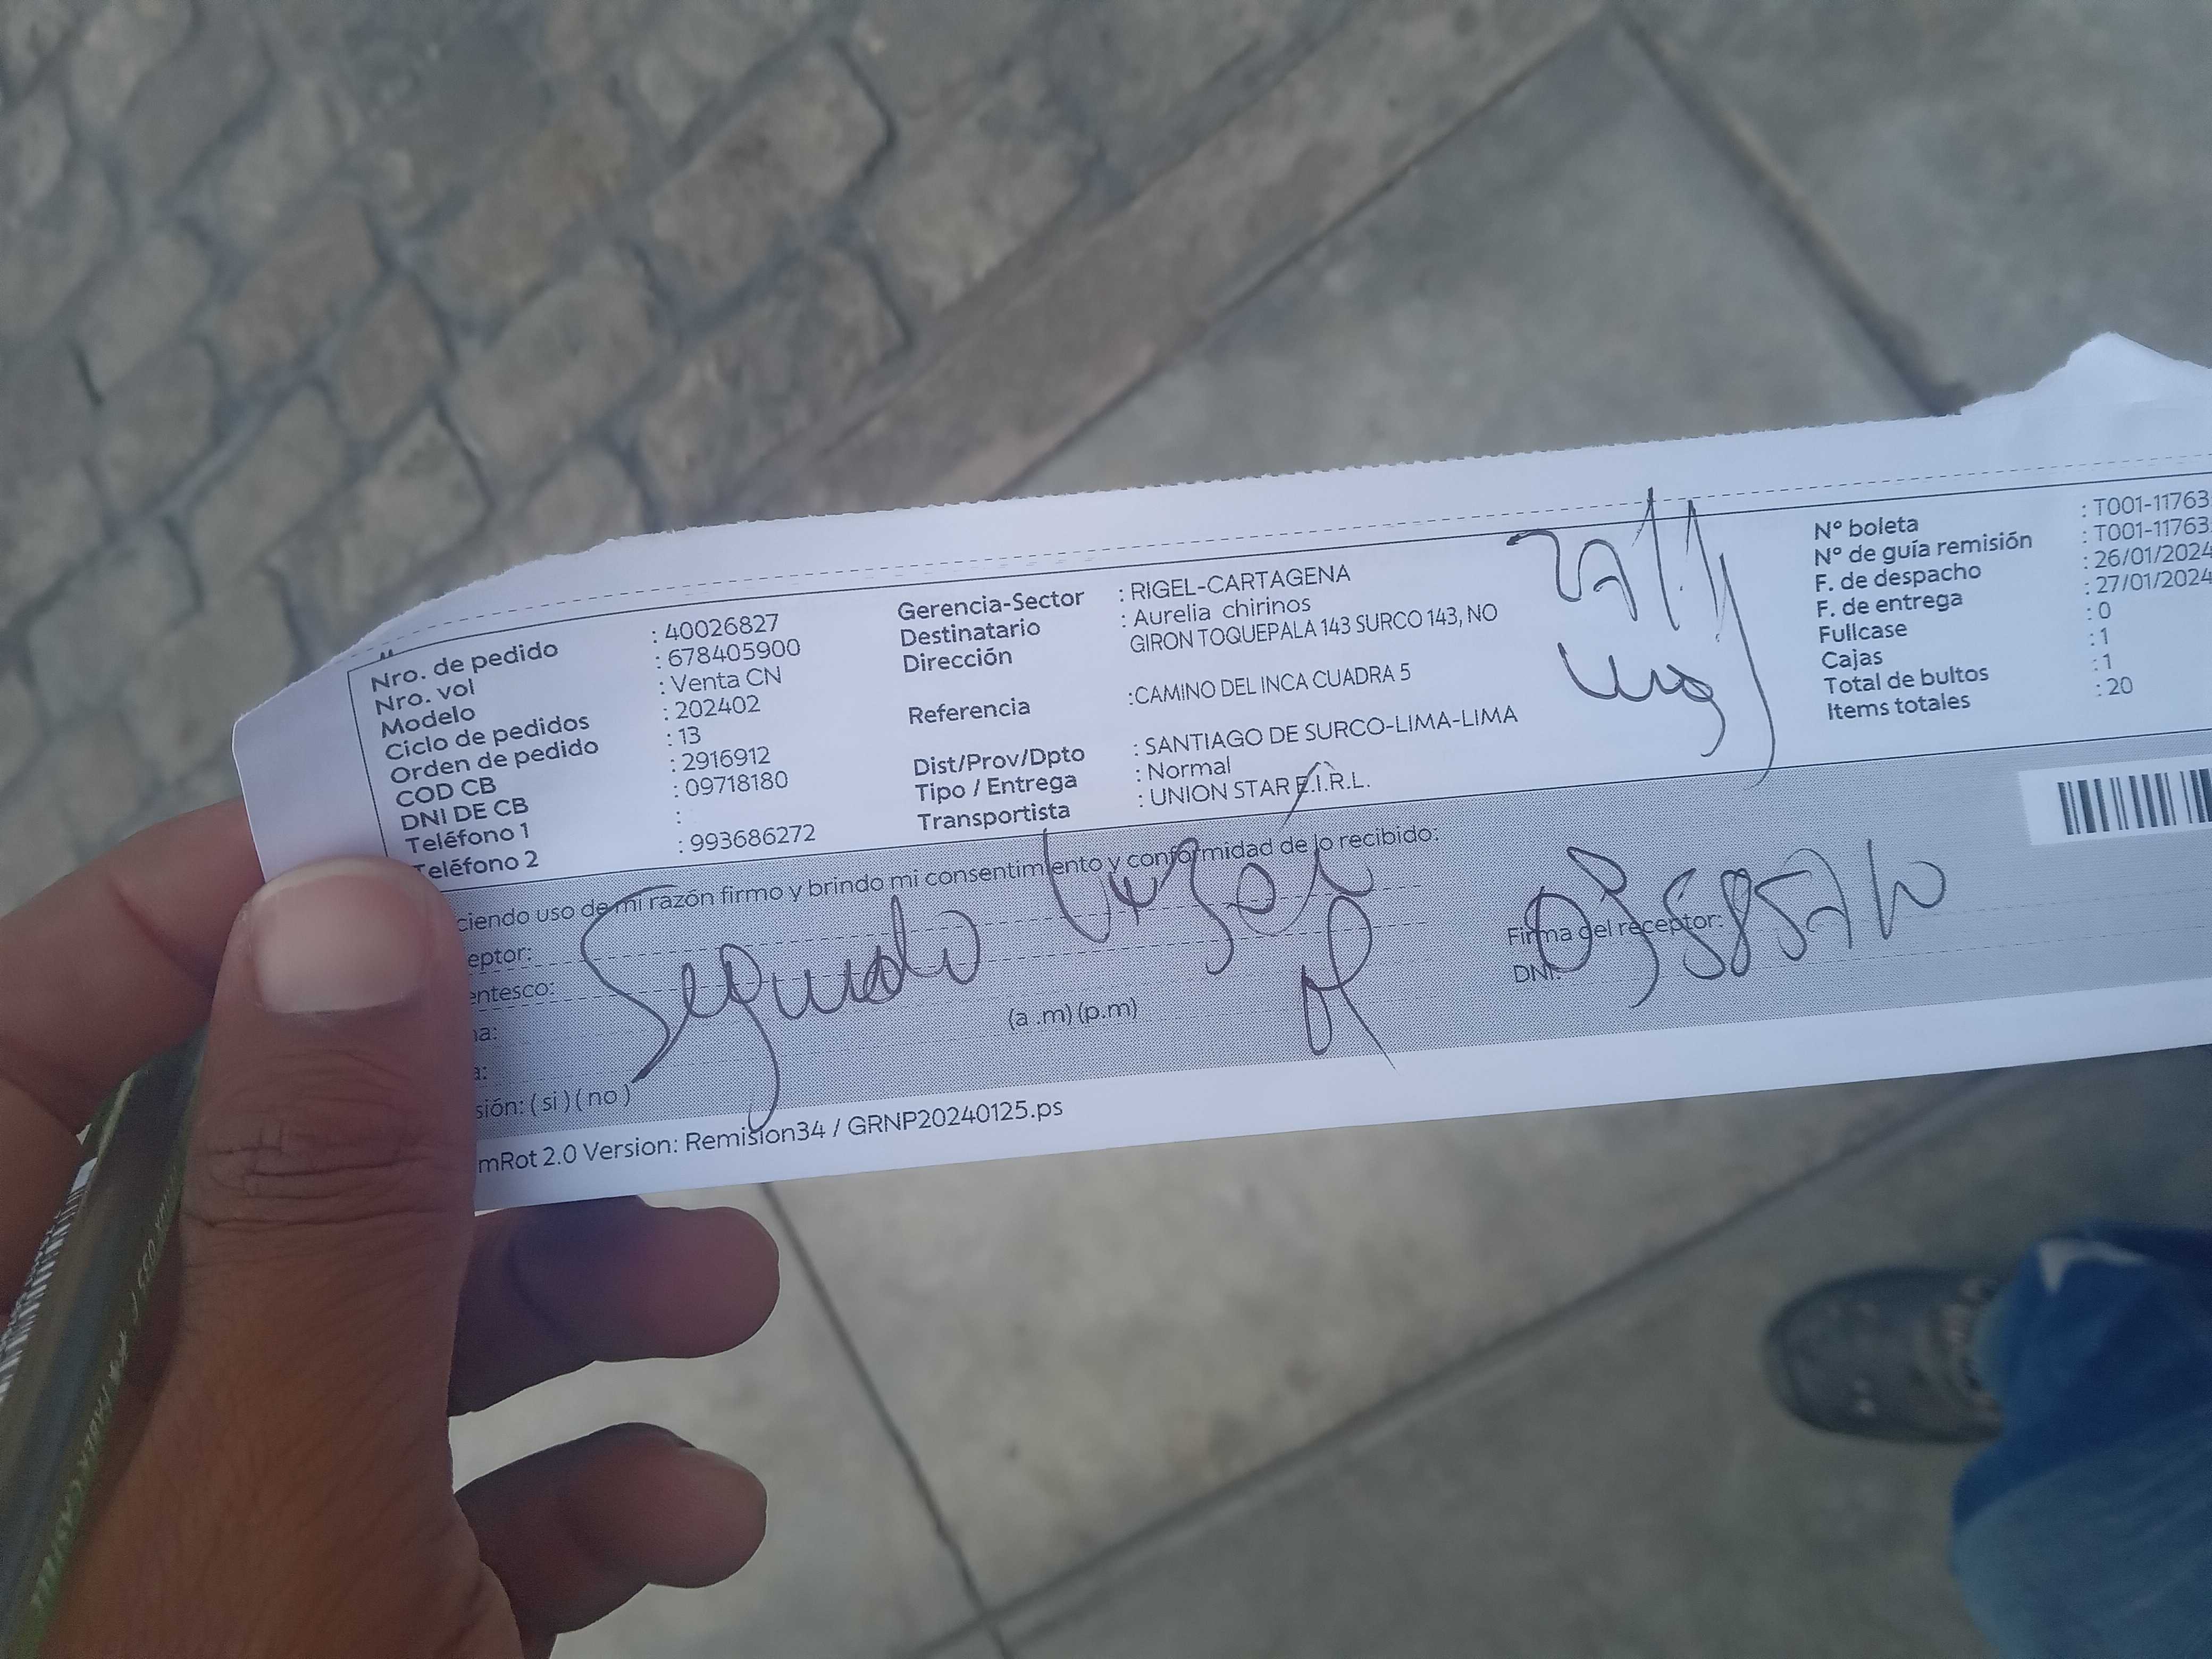 Nro. de pedido : 40026827
Nro. vol : 678405900
Modelo : Venta CN
Ciclo de pedidos : 202402
Orden de pedido : 13
COD CB : 2916912
DNI DE CB : 09718180
Teléfono 1 :
Teléfono 2 : 993686272
Gerencia-Sector : RIGEL-CARTAGENA
Destinatario : Aurelia chirinos
Dirección GIRON TOQUEPALA 143 SURCO 143, NO
Referencia :CAMINO DEL INCA CUADRA 5
Dist/Prov/Dpto : SANTIAGO DE SURCO-LIMA-LIMA
Tipo / Entrega : Normal
Transportista : UNION STAR E.I.R.L.
N° boleta : T001-11763
N° de guía remisión : T001-11763
F. de despacho : 26/01/2024
F. de entrega : 27/01/2024
Fullcase : 0
Cajas : 1
Total de bultos : 1
Items totales : 20
ciendo uso de mi razón firmo y brindo mi consentimiento y conformidad de lo recibido:
eptor: Segundo
entesco:
na:
a: (a .m) (p.m)
sión: ( si ) ( no )
Firma del receptor:
DNI:
mRot 2.0 Version: Remision34 / GRNP20240125.ps